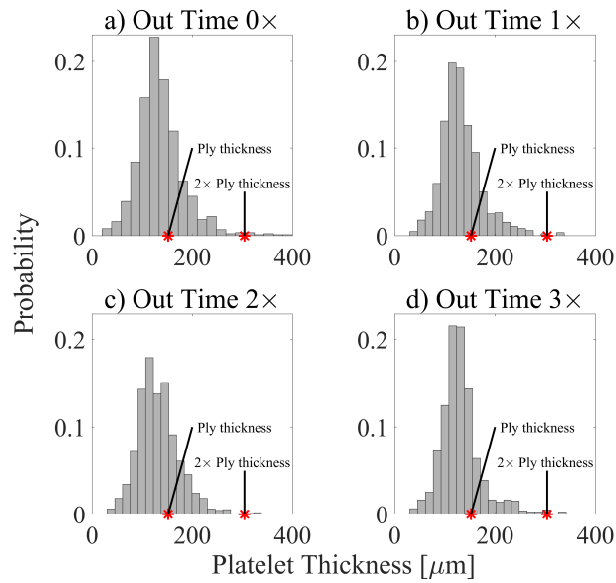 a) Out Time 0×
b) Out Time 1×
0.2
0.1
0
Ply thickness
2× Ply thickness
0
200
400
0.2
0.1
0
Ply thickness
2× Ply thickness
0
200
400
Probability
c) Out Time 2×
d) Out Time 3×
0.2
0.1
0
Ply thickness
2× Ply thickness
0
200
400
0.2
0.1
0
Ply thickness
2× Ply thickness
0
200
400
Platelet Thickness [μm]